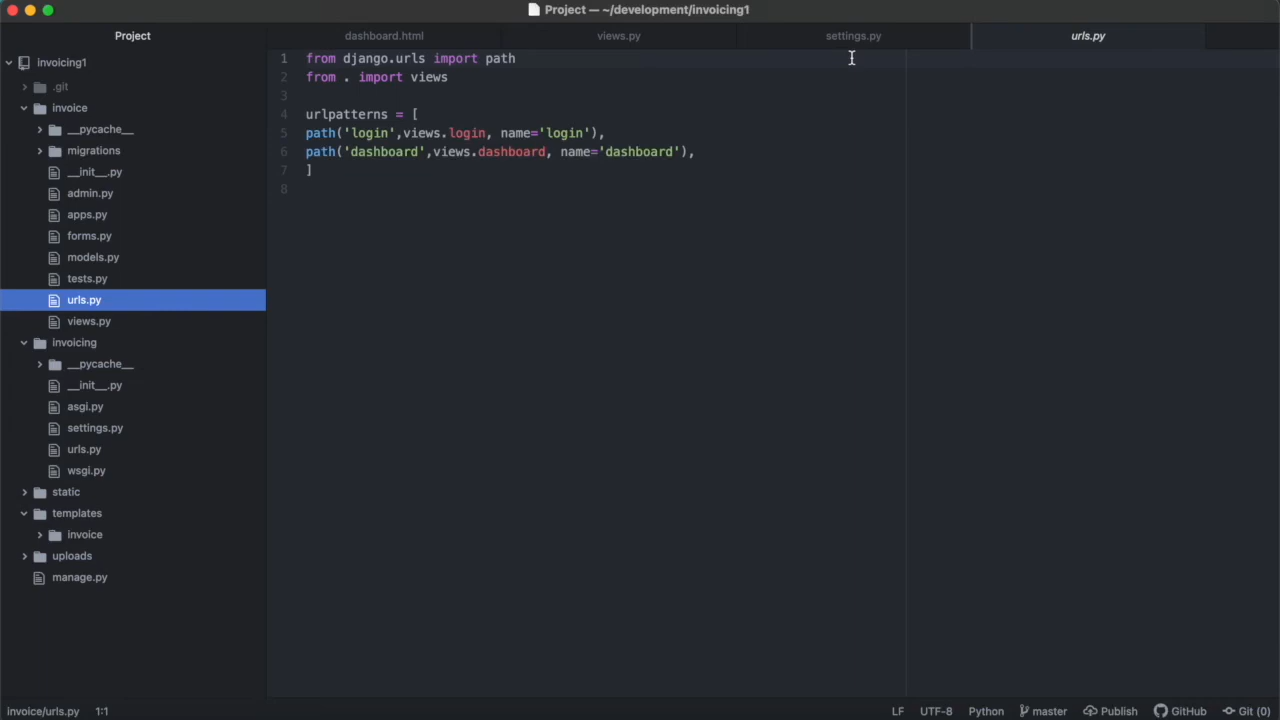 Project — ~/development/invoicing1
Project
dashboard.html
views.py
settings.py
urls.py
invoicing1
.git
invoice
__pycache__
migrations
__init__.py
admin.py
apps.py
forms.py
models.py
tests.py
urls.py
views.py
invoicing
__pycache__
__init__.py
asgi.py
settings.py
urls.py
wsgi.py
static
templates
invoice
uploads
manage.py
1 from django.urls import path
2 from . import views
3
4 urlpatterns = [
5 path('login',views.login, name='login'),
6 path('dashboard',views.dashboard, name='dashboard'),
7 ]
8
invoice/urls.py 1:1
LF UTF-8 Python master Publish GitHub Git (0)